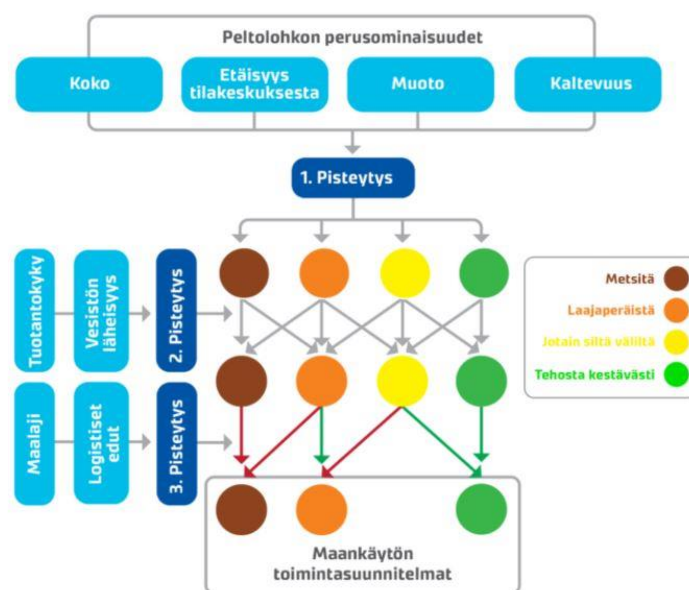 Peltolohkon perusominaisuudet
Koko
Etäisyys
tilakeskuksesta
Muoto
Kaltevuus
1. Pisteytys
Tuotantokyky
Vesistön
läheisyys
2. Pisteytys
Metsitä
Laajaperäistä
Jotain siltä väliltä
Tehosta kestävästi
Maalaji
Logistiset
edut
3. Pisteytys
Maankäytön
toimintasuunnitelmat